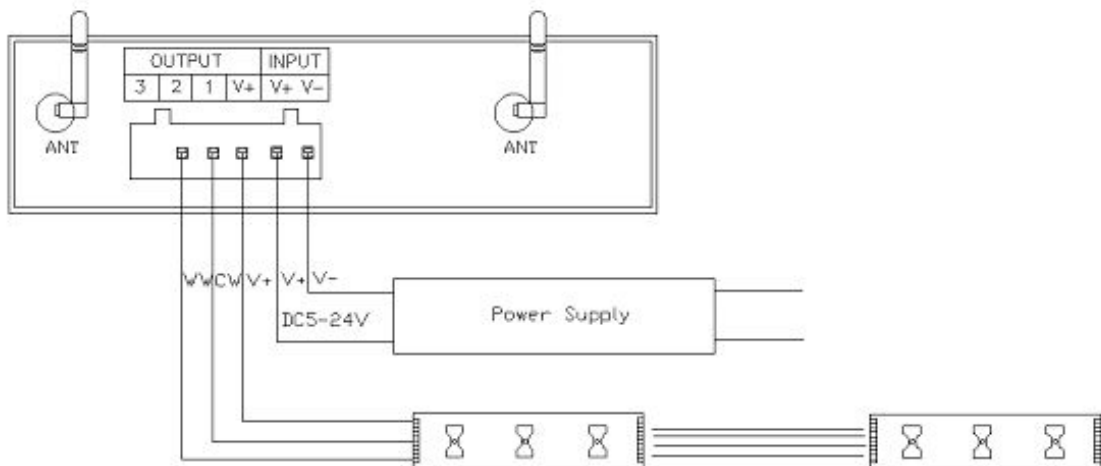 OUTPUT INPUT
3 2 1 V+ V+ V-
ANT
ANT
WW CW V+ V+ V-
DC5-24V
Power Supply